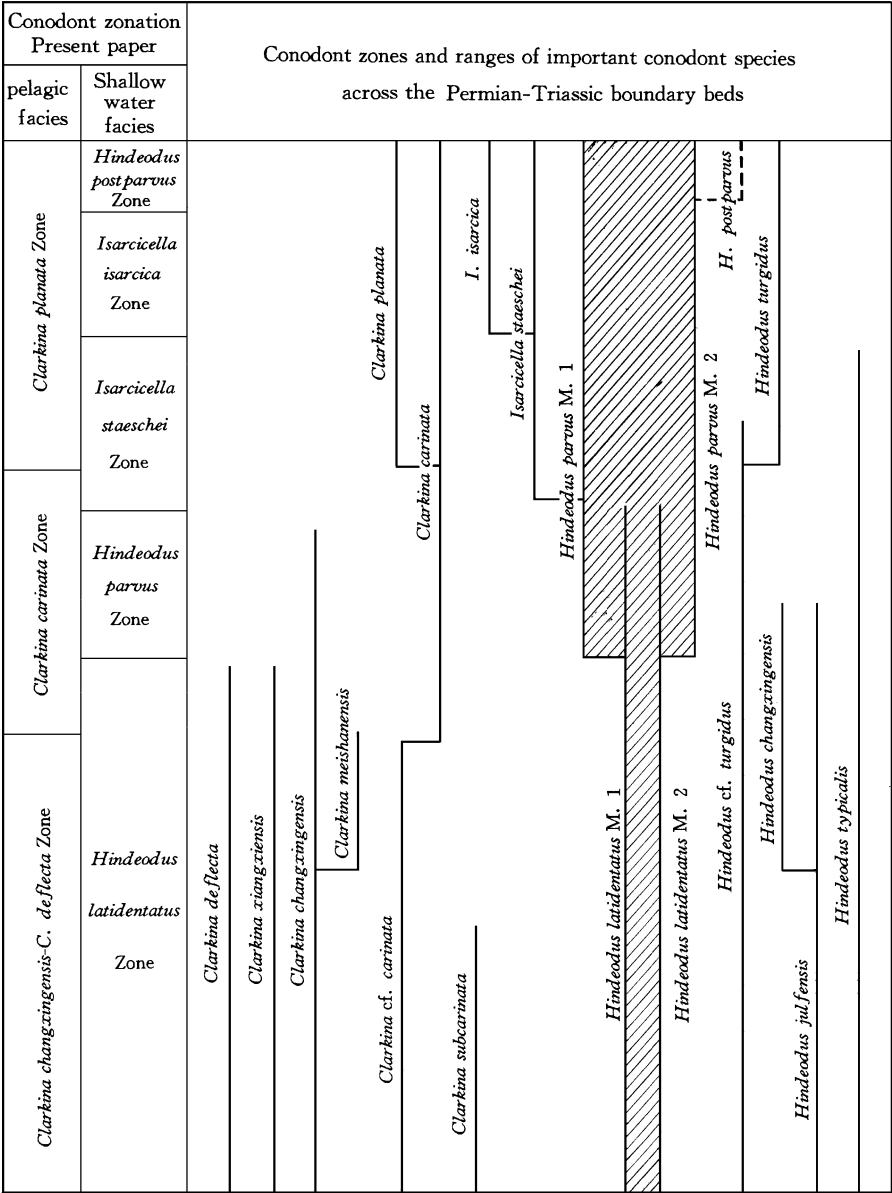 Conodont zonation
Present paper
pelagic
facies
Shallow
water
facies
Conodont zones and ranges of important conodont species
across the Permian-Triassic boundary beds
Clarkina planata Zone
Clarkina carinata Zone
Clarkina changxingensis-C. deflecta Zone
Hindeodus
postparvus
Zone
Isarcicella
isarcica
Zone
Isarcicella
staeschei
Zone
Hindeodus
parvus
Zone
Hindeodus
latidentatus
Zone
Clarkina deflecta
Clarkina xiangxiensis
Clarkina changxingensis
Clarkina meishanensis
Clarkina planata
Clarkina cf. carinata
Clarkina carinata
Clarkina subcarinata
I. isarcica
Isarcicella staeschei
Hindeodus parvus M. 1
Hindeodus latidentatus M. 1
Hindeodus latidentatus M. 2
Hindeodus parvus M. 2
H. postparvus
Hindeodus cf. turgidus
Hindeodus turgidus
Hindeodus changxingensis
Hindeodus julfensis
Hindeodus typicalis